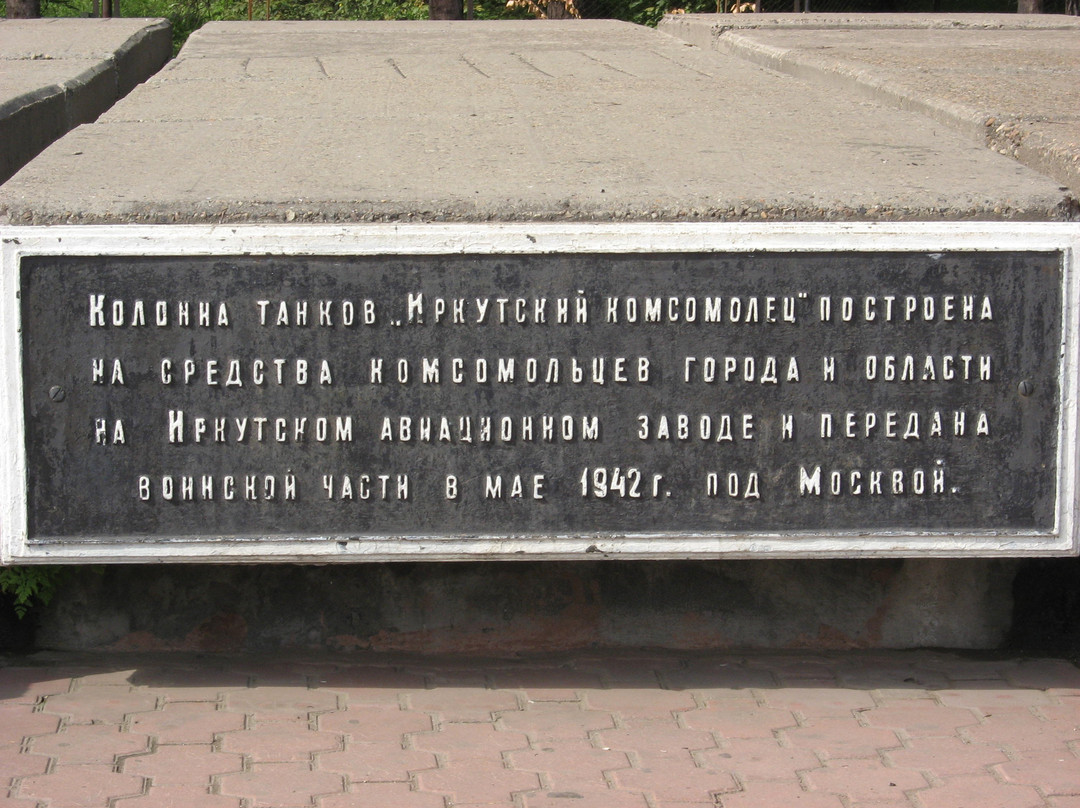 Колонна танков „Иркутский комсомолец" построена
на средства комсомольцев города и области
на Иркутском авиационном заводе и передана
воинской части в мае 1942 г. под Москвой.